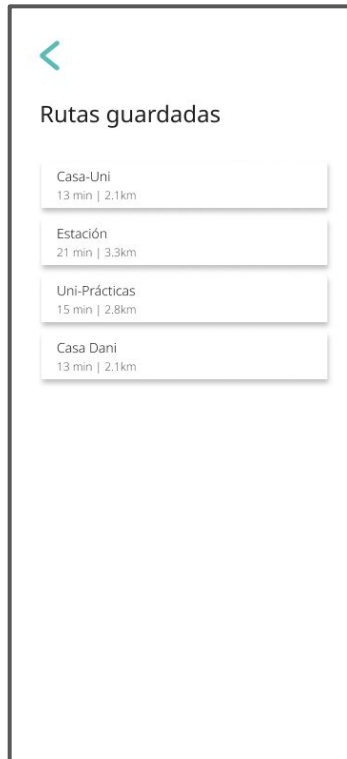 Rutas guardadas
Casa-Uni
13 min | 2.1km
Estación
21 min | 3.3km
Uni-Prácticas
15 min | 2.8km
Casa Dani
13 min | 2.1km